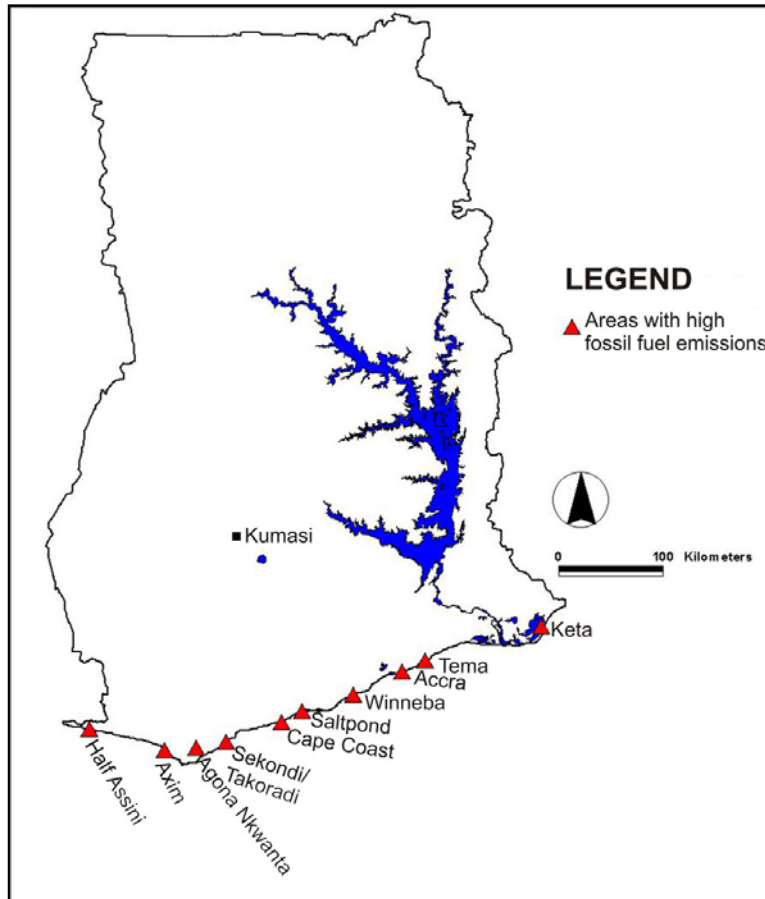 LEGEND
Areas with high
fossil fuel emissions
Kumasi
0 100 Kilometers
Keta
Tema
Accra
Winneba
Saltpond
Cape Coast
Sekondi/
Takoradi
Agona Nkwanta
Axim
Half Assini